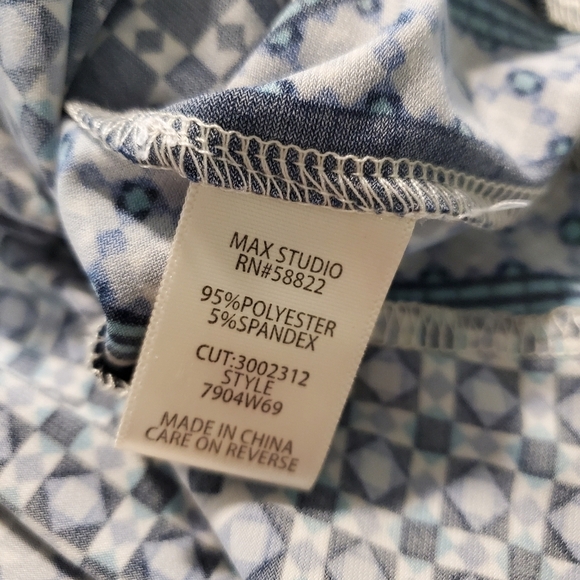 MAX STUDIO
RN#58822
95%POLYESTER
5%SPANDEX
CUT:3002312
STYLE
7904W69
MADE IN CHINA
CARE ON REVERSE